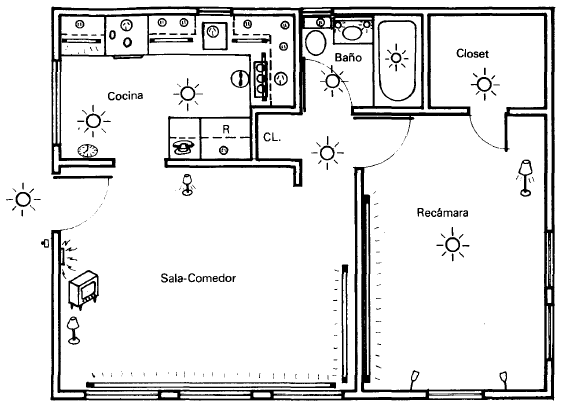 Baño
Closet
Cocina
R
CL.
Recámara
Sala-Comedor